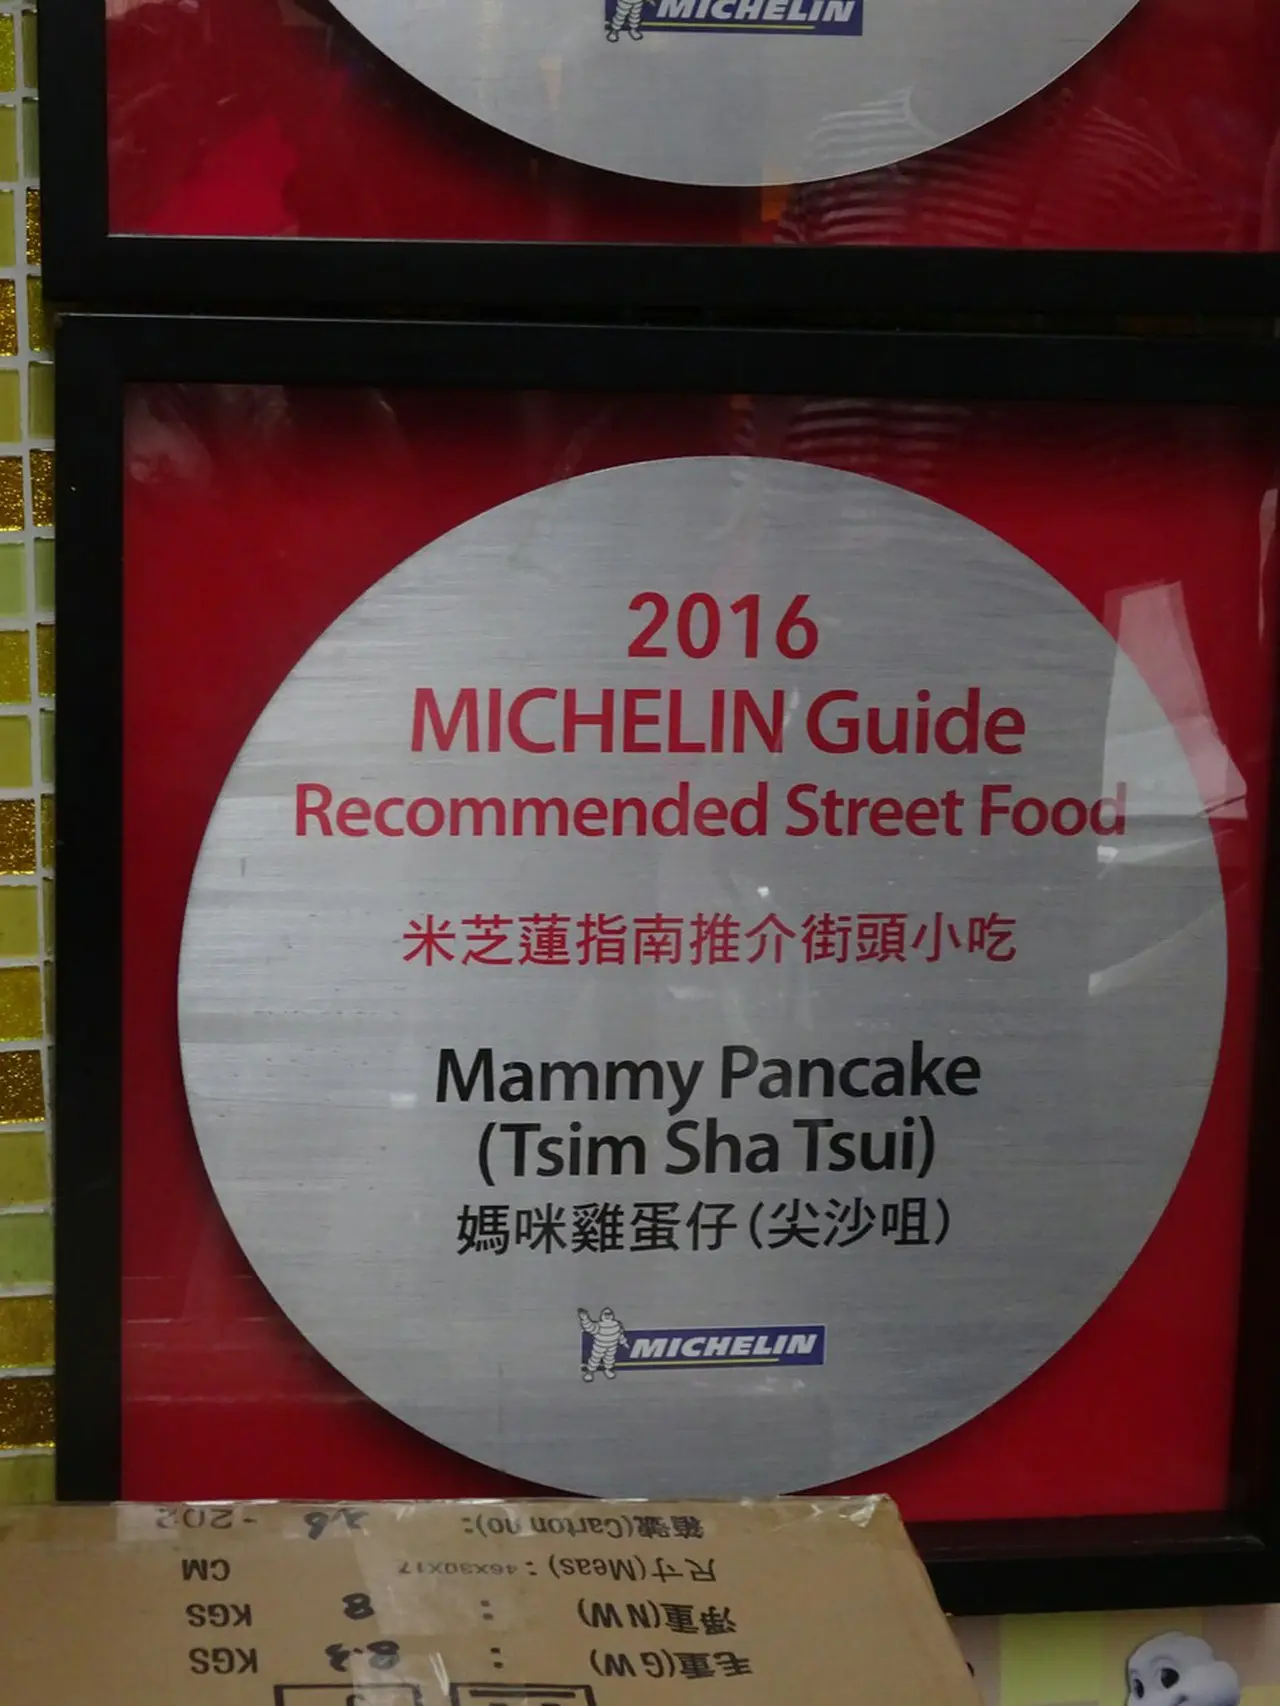 MICHELIN
2016
MICHELIN Guide
Recommended Street Food
米芝蓮指南推介街頭小吃
Mammy Pancake
(Tsim Sha Tsui)
媽咪雞蛋仔(尖沙咀)
MICHELIN
毛重(G W) : 8.3 KGS
淨重(N W) : 8 KGS
尺寸(Meas) : 46X30X17 CM
箱號(Carton no):